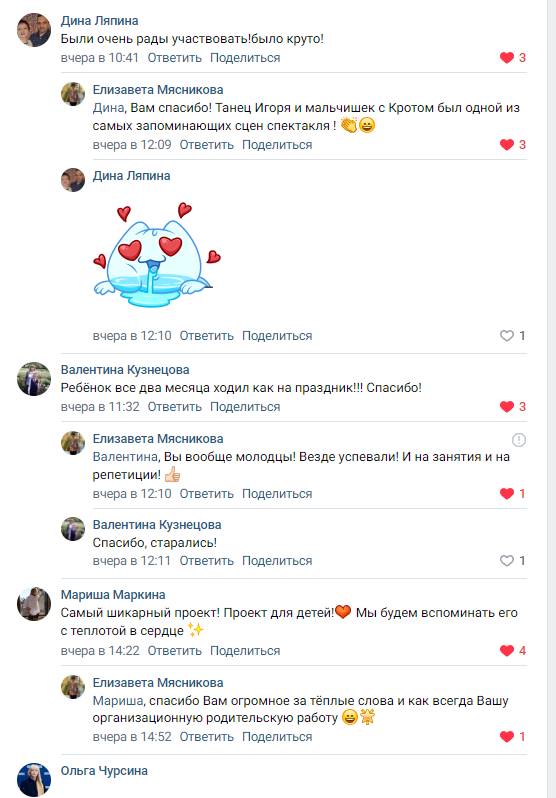 Дина Ляпина
Были очень рады участвовать!было круто!
вчера в 10:41 Ответить Поделиться 3
Елизавета Мясникова
Дина, Вам спасибо! Танец Игоря и мальчишек с Кротом был одной из
самых запоминающих сцен спектакля ! 👏😄
вчера в 12:09 Ответить Поделиться 3
Дина Ляпина
вчера в 12:10 Ответить Поделиться 1
Валентина Кузнецова
Ребёнок все два месяца ходил как на праздник!!! Спасибо!
вчера в 11:32 Ответить Поделиться 3
Елизавета Мясникова
Валентина, Вы вообще молодцы! Везде успевали! И на занятия и на
репетиции! 👍🏻
вчера в 12:10 Ответить Поделиться 1
Валентина Кузнецова
Спасибо, старались!
вчера в 12:11 Ответить Поделиться 1
Мариша Маркина
Самый шикарный проект! Проект для детей!❤ Мы будем вспоминать его
с теплотой в сердце ✨
вчера в 14:22 Ответить Поделиться 4
Елизавета Мясникова
Мариша, спасибо Вам огромное за тёплые слова и как всегда Вашу
организационную родительскую работу 😄🌟
вчера в 14:52 Ответить Поделиться 1
Ольга Чурсина